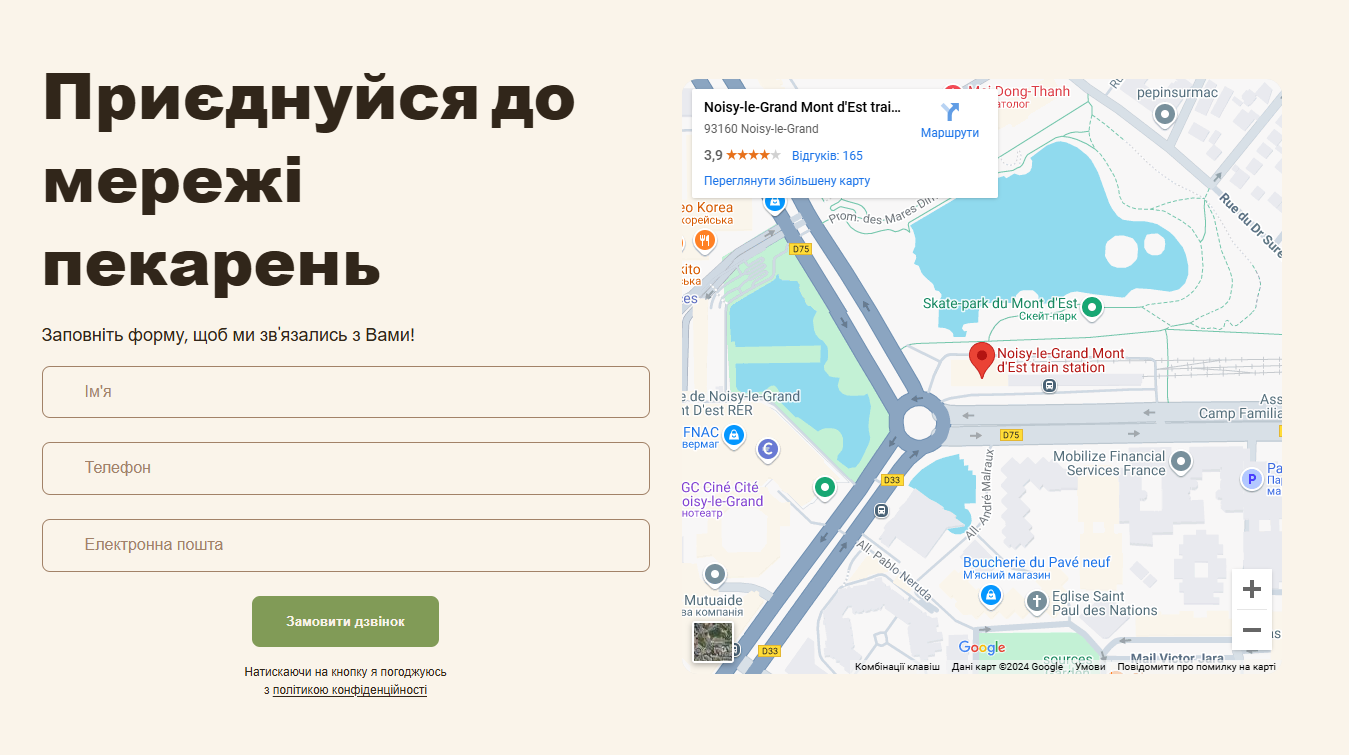 Приєднуйся до
мережі
пекарень
Заповніть форму, щоб ми зв'язались з Вами!
Ім'я
Телефон
Електронна пошта
Замовити дзвінок
Натискаючи на кнопку я погоджуюсь
з політикою конфіденційності
Noisy-le-Grand Mont d'Est trai...
93160 Noisy-le-Grand
Маршрути
3,9
Відгуків: 165
Переглянути збільшену карту
Dong-Thanh
pepinsurmac
Prom. des Mares
Rue du Dr Sure
eo Korea
корейська
D75
kito
ська
ces
Skate-park du Mont d'Est
Скейт-парк
Noisy-le-Grand Mont
d'Est train station
e de Noisy-le-Grand
nt D'est RER
Ass
Camp Familia
FNAC
вермаг
D75
Mobilize Financial
Services France
Pa
Пар
ма
P
D33
GC Ciné Cité
oisy-le-Grand
нотеатр
All. André Malraux
All. Pablo Neruda
Boucherie du Pavé neuf
М'ясний магазин
Eglise Saint
Paul des Nations
Mutuaide
ва компанія
D33
Google
sources
Mail Victor Jara
Комбінації клавіш
Дані карт ©2024 Google
Умови
Повідомити про помилку на карті